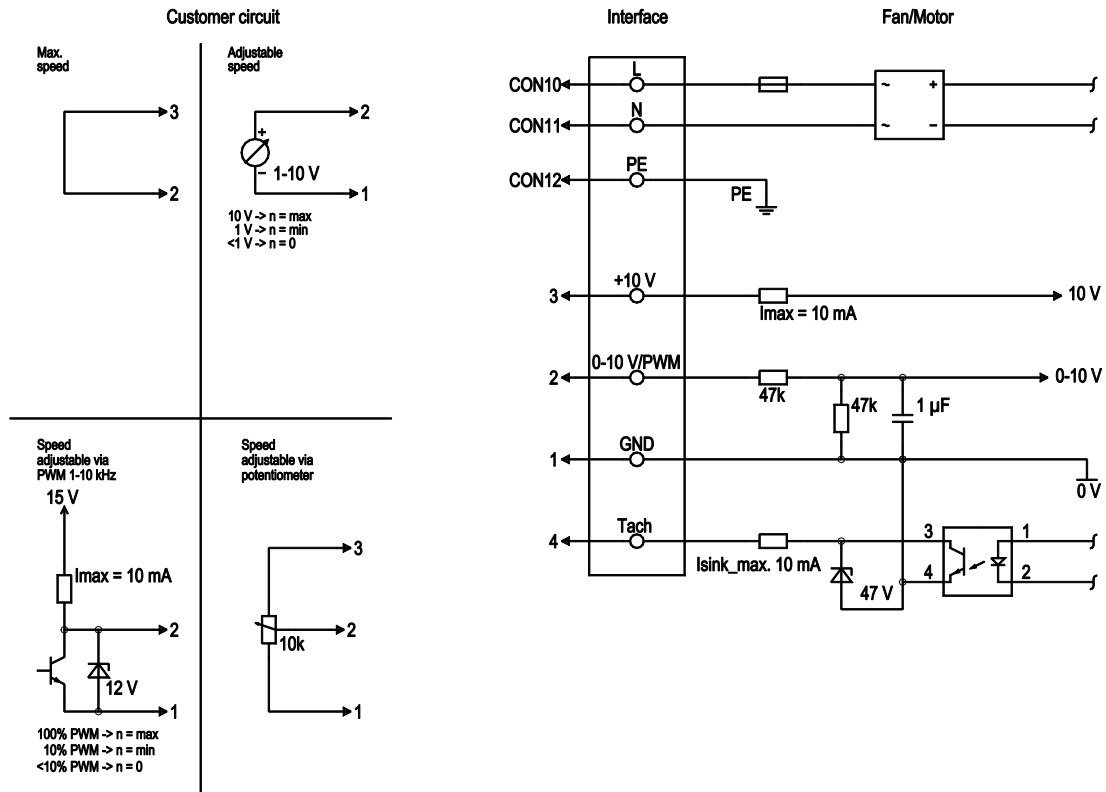 Customer circuit
Max.
speed
3
2
Adjustable
speed
2
+
–
1-10 V
1
10 V -> n = max
1 V -> n = min
<1 V -> n = 0
Speed
adjustable via
PWM 1-10 kHz
15 V
Imax = 10 mA
2
12 V
1
100% PWM -> n = max
10% PWM -> n = min
<10% PWM -> n = 0
Speed
adjustable via
potentiometer
3
2
10k
1
Interface
Fan/Motor
CON10
L
~ +
CON11
N
~ –
CON12
PE
PE
3
+10 V
Imax = 10 mA
10 V
2
0-10 V/PWM
47k
47k
1 µF
0-10 V
1
GND
0 V
4
Tach
Isink_max. 10 mA
47 V
3
4
1
2